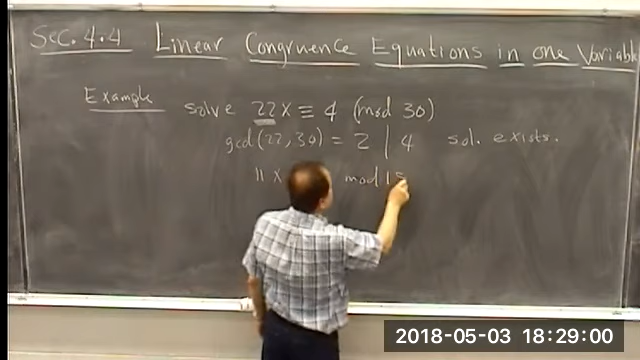 Sec. 4.4 Linear Congruence Equations in one Variable
Example solve 22x ≡ 4 (mod 30)
gcd(22, 30) = 2 | 4 sol. exists.
11 x mod 15
2018-05-03 18:29:00